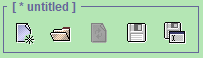 [ * untitled ]